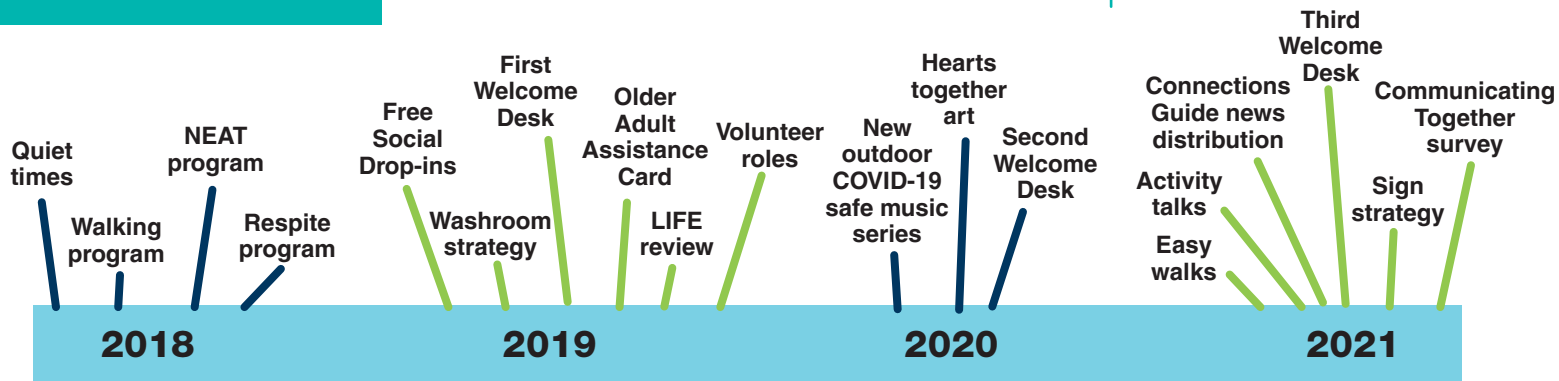 Quiet
times
Walking
program
NEAT
program
Respite
program
Free
Social
Drop-ins
Washroom
strategy
First
Welcome
Desk
Older
Adult
Assistance
Card
LIFE
review
Volunteer
roles
New
outdoor
COVID-19
safe music
series
Hearts
together
art
Second
Welcome
Desk
Easy
walks
Activity
talks
Connections
Guide news
distribution
Third
Welcome
Desk
Sign
strategy
Communicating
Together
survey
2018
2019
2020
2021